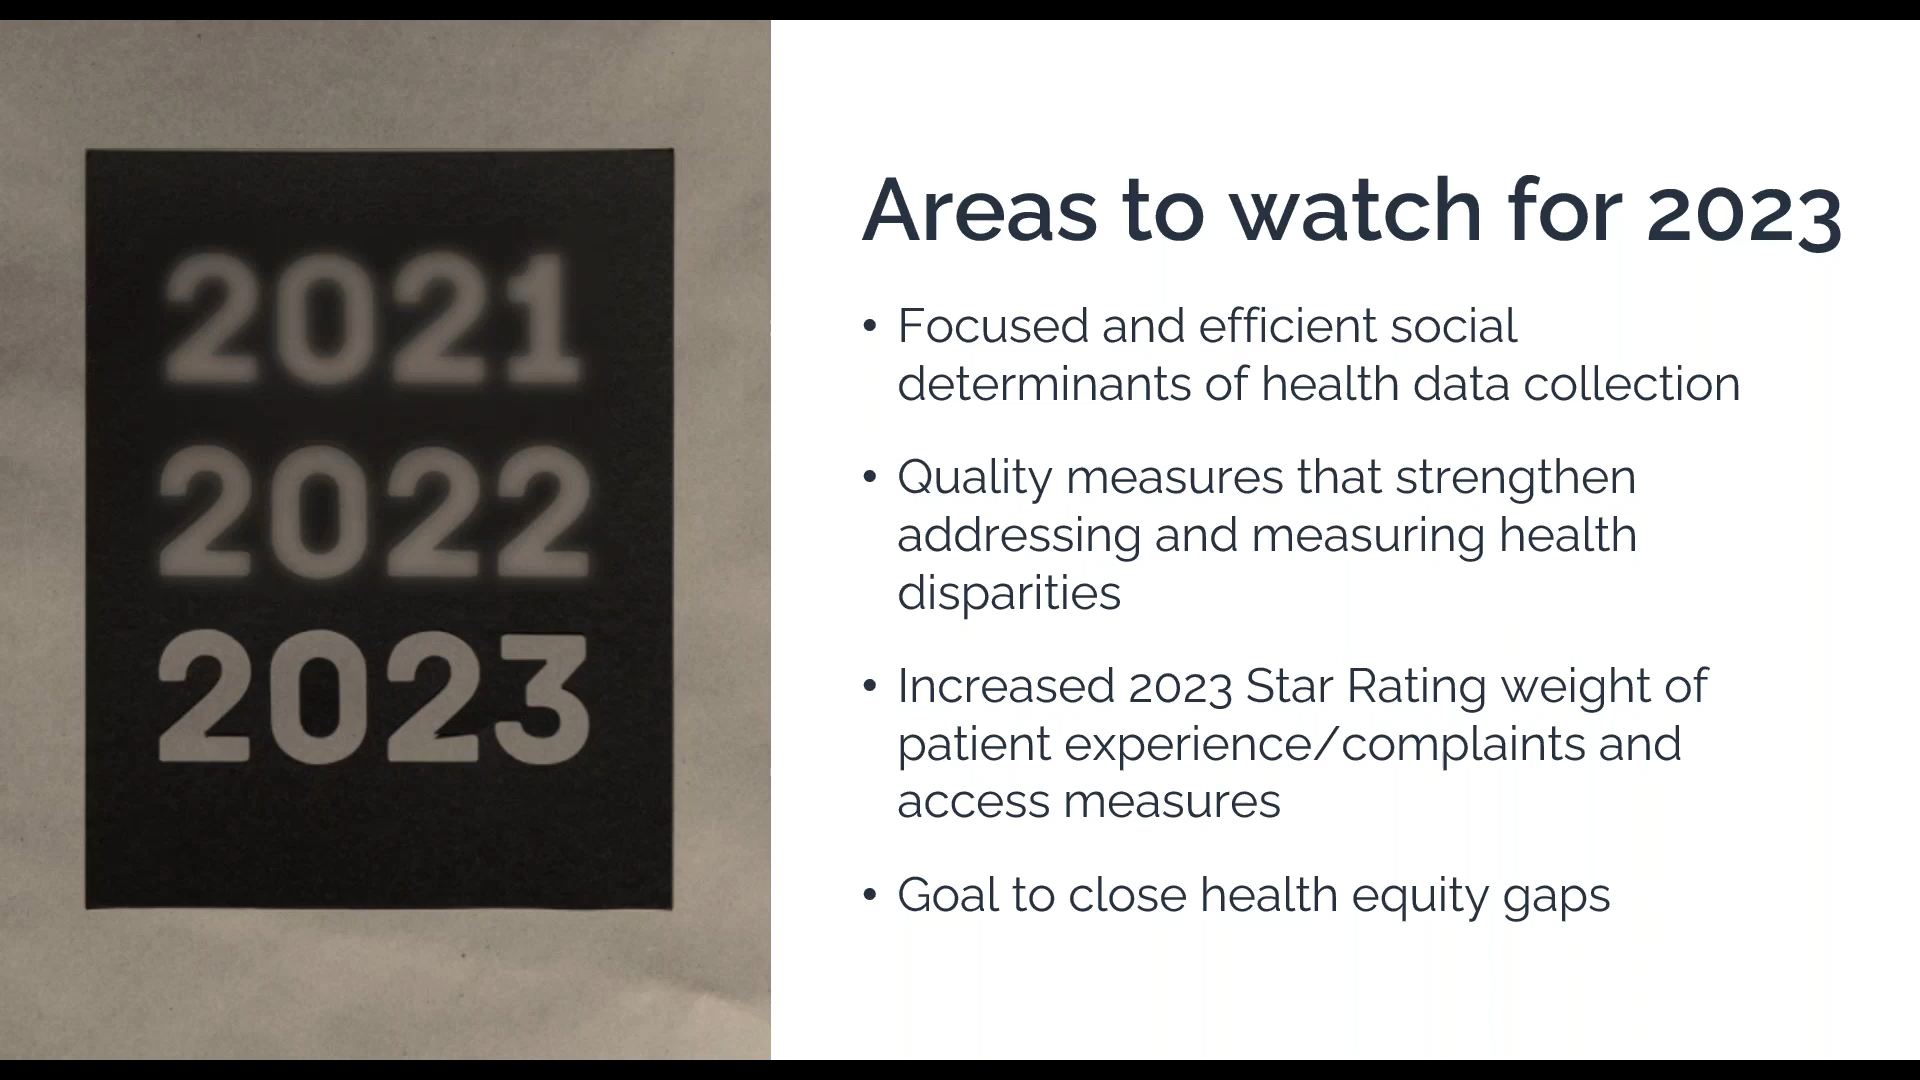 2021
2022
2023
Areas to watch for 2023
• Focused and efficient social
determinants of health data collection
• Quality measures that strengthen
addressing and measuring health
disparities
• Increased 2023 Star Rating weight of
patient experience/complaints and
access measures
• Goal to close health equity gaps